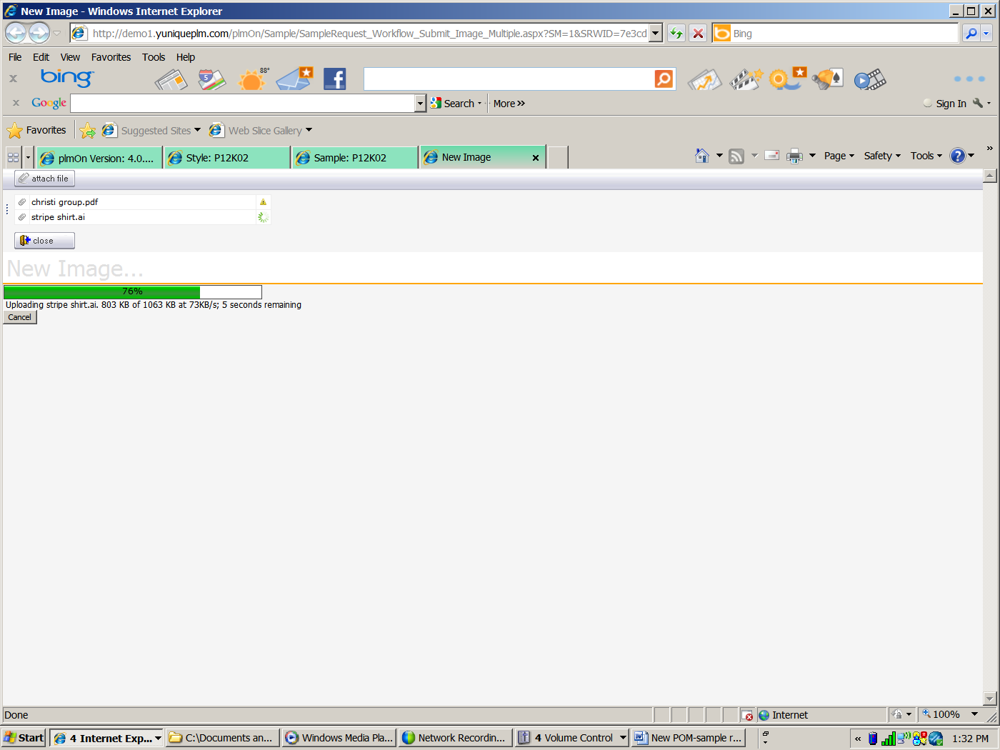 New Image - Windows Internet Explorer
http://demo1.yuniqueplm.com/plmOn/Sample/SampleRequest_Workflow_Submit_Image_Multiple.aspx?SM=1&SRWID=7e3cd
Bing
File Edit View Favorites Tools Help
bing
88°
5
Google
Search
More
Sign In
Favorites
Suggested Sites
Web Slice Gallery
plmOn Version: 4.0....
Style: P12K02
Sample: P12K02
New Image
Page
Safety
Tools
attach file
christi group.pdf
stripe shirt.ai
close
New Image...
76%
Uploading stripe shirt.ai. 803 KB of 1063 KB at 73KB/s; 5 seconds remaining
Cancel
Done
Internet
100%
Start
4 Internet Exp...
C:\Documents an...
Windows Media Pla...
Network Recordin...
4 Volume Control
New POM-sample r...
1:32 PM